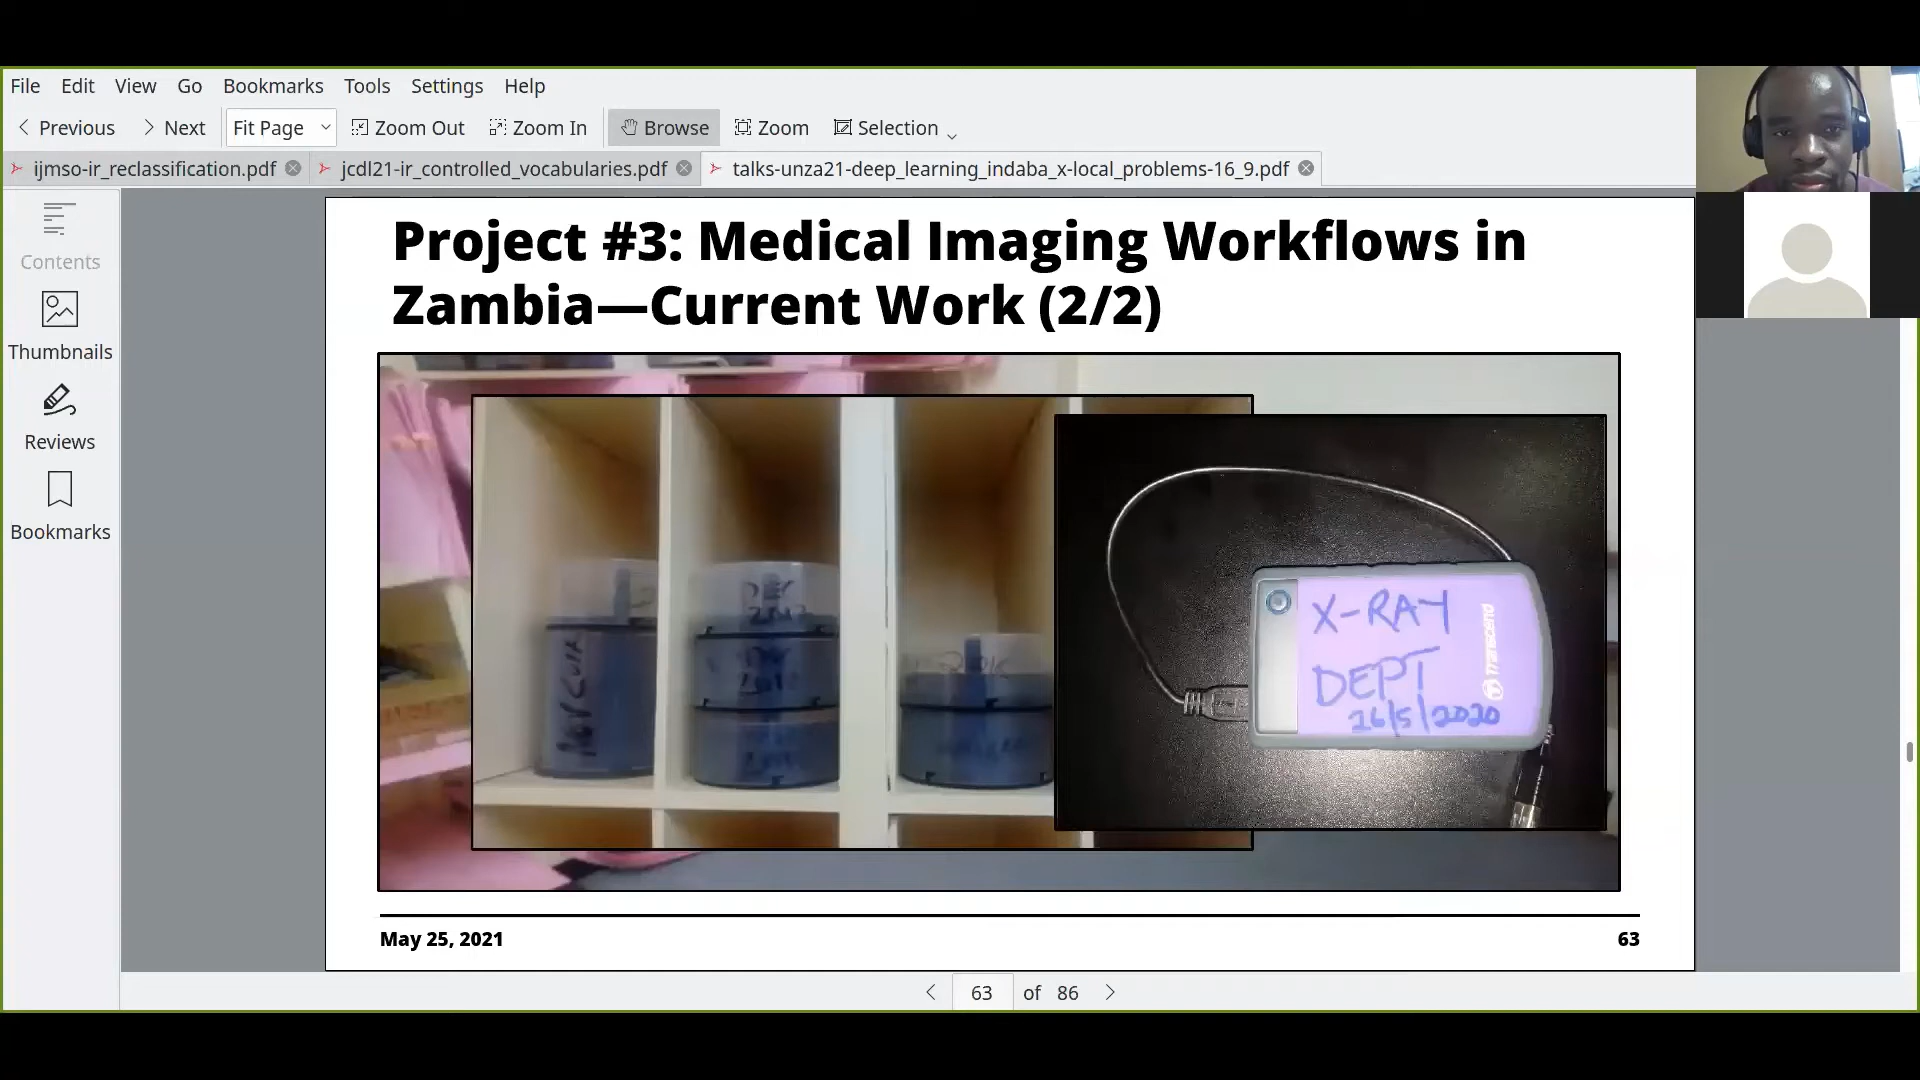 File Edit View Go Bookmarks Tools Settings Help
Previous Next Fit Page Zoom Out Zoom In Browse Zoom Selection
ijmso-ir_reclassification.pdf jcdl21-ir_controlled_vocabularies.pdf talks-unza21-deep_learning_indaba_x-local_problems-16_9.pdf
Contents
Thumbnails
Reviews
Bookmarks
Project #3: Medical Imaging Workflows in
Zambia—Current Work (2/2)
X-RAY
DEPT
26/5/2020
Transcend
May 25, 2021 63
63 of 86